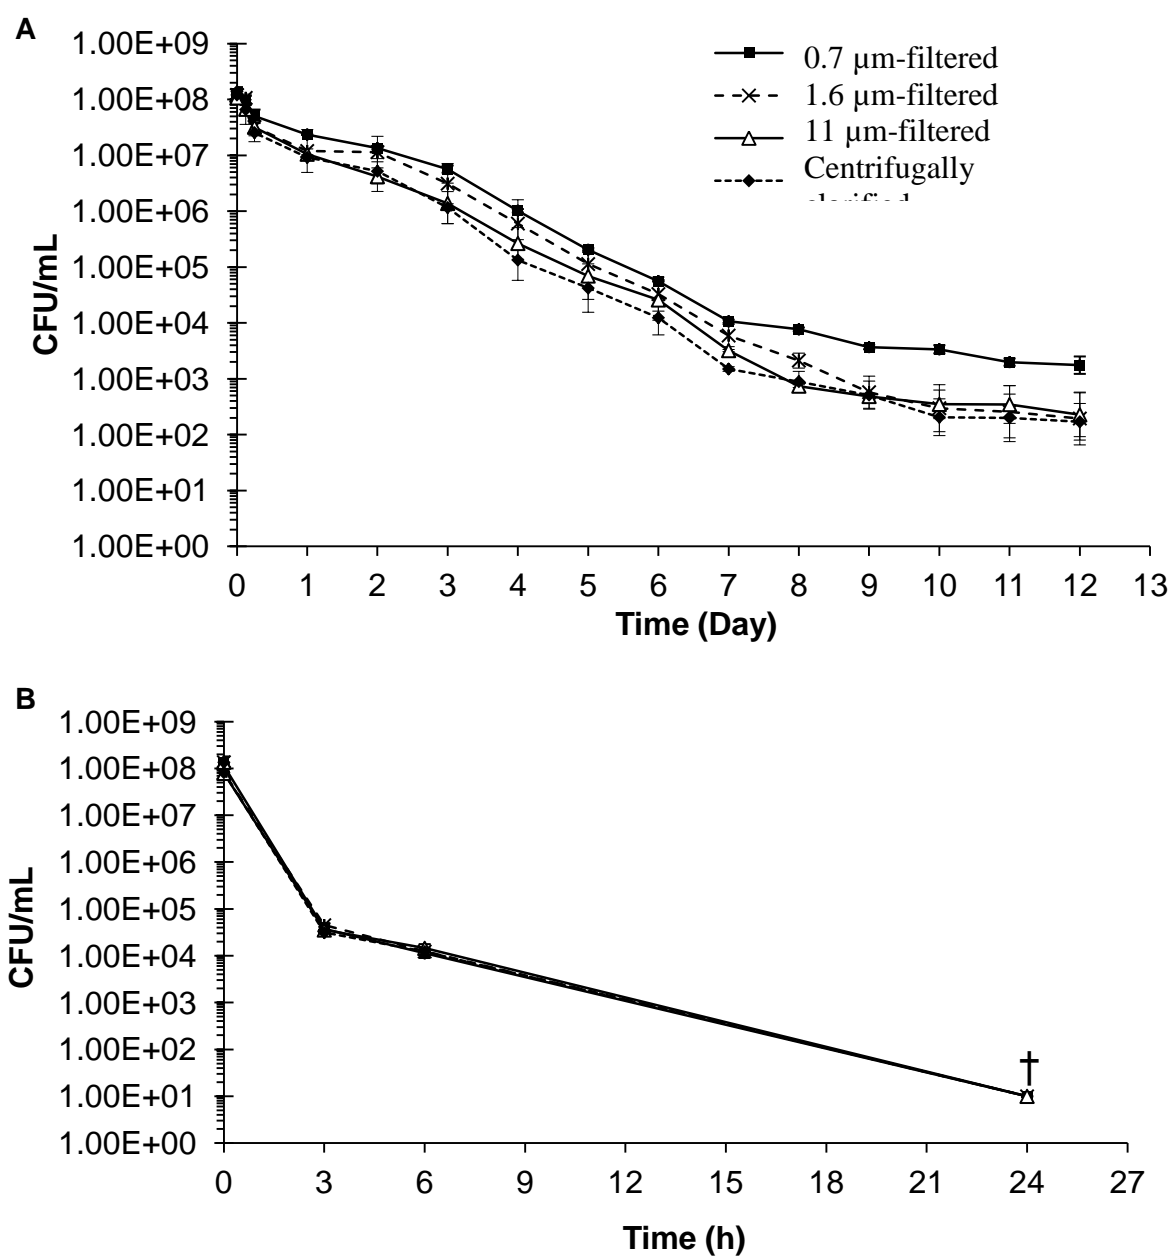 A
1.00E+09
1.00E+08
1.00E+07
1.00E+06
1.00E+05
1.00E+04
1.00E+03
1.00E+02
1.00E+01
1.00E+00
CFU/mL
0.7 µm-filtered
1.6 µm-filtered
11 µm-filtered
Centrifugally
0 1 2 3 4 5 6 7 8 9 10 11 12 13
Time (Day)
B
1.00E+09
1.00E+08
1.00E+07
1.00E+06
1.00E+05
1.00E+04
1.00E+03
1.00E+02
1.00E+01
1.00E+00
CFU/mL
†
0 3 6 9 12 15 18 21 24 27
Time (h)